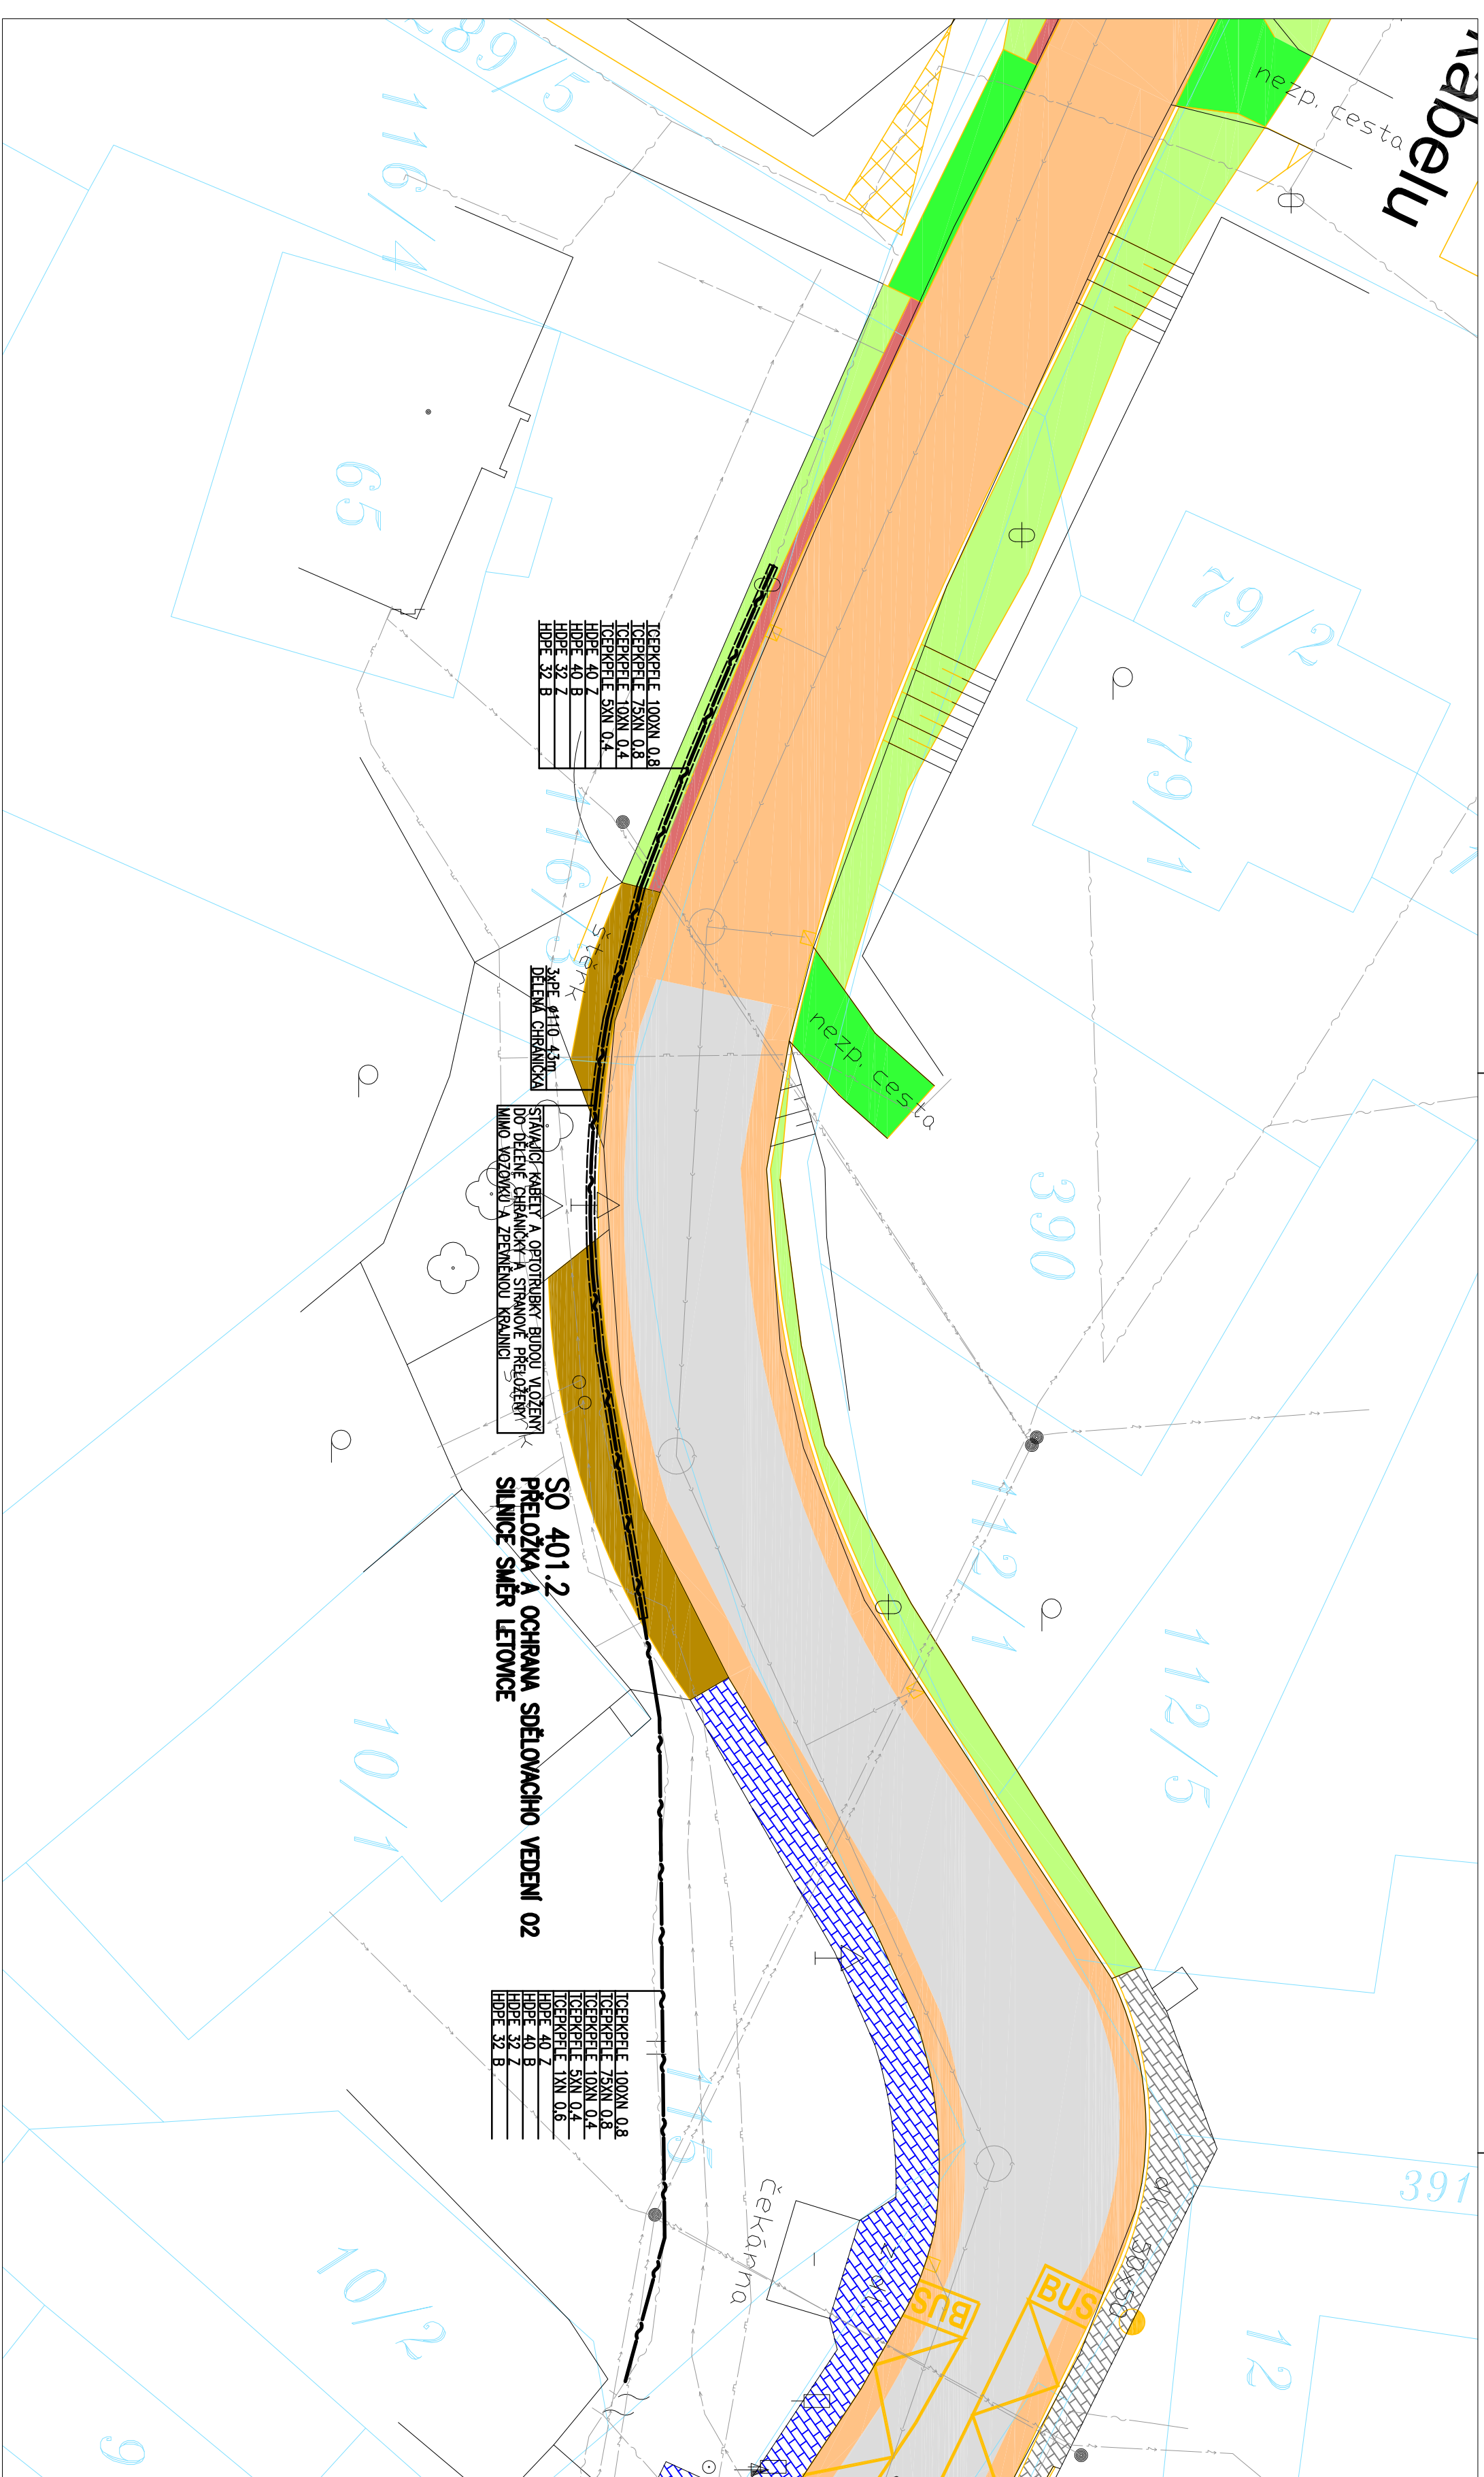 kabelu
nezp. cesta
289/5
116/4
65
79/2
79/1
TCEPKPFLE 100XN 0.8
TCEPKPFLE 75XN 0.8
TCEPKPFLE 10XN 0.4
TCEPKPFLE 5XN 0.4
HDPE 40 Z
HDPE 40 B
HDPE 32 Z
HDPE 32 B
116/3
štěrk
3xPE ø110 43m
DĚLENÁ CHRÁNIČKA
nezp. cesta
390
STÁVAJÍCÍ KABELY A OPTOTRUBKY BUDOU VLOŽENY
DO DĚLENÉ CHRÁNIČKY A STRANOVĚ PŘELOŽENY
MIMO VOZOVKU A ZPEVNĚNOU KRAJNICI
112/1
112/5
SO 401.2
PŘELOŽKA A OCHRANA SDĚLOVACÍHO VEDENÍ 02
SILNICE SMĚR LETOVICE
10/1
TCEPKPFLE 100XN 0.8
TCEPKPFLE 75XN 0.8
TCEPKPFLE 10XN 0.4
TCEPKPFLE 5XN 0.4
TCEPKPFLE 1XN 0.6
HDPE 40 Z
HDPE 40 B
HDPE 32 Z
HDPE 32 B
115
391
čekárna
50x50
BUS
BUS
10/2
12
9